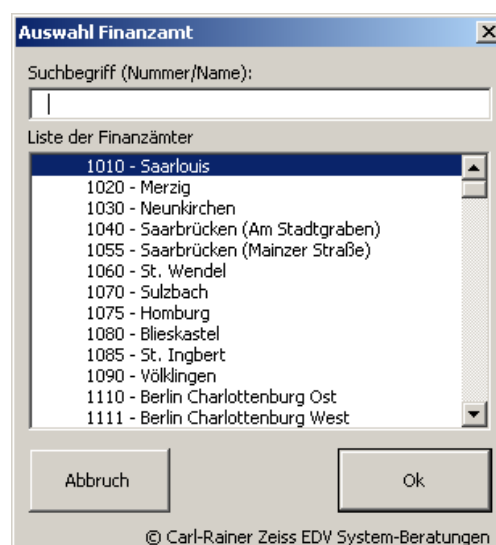 Auswahl Finanzamt
Suchbegriff (Nummer/Name):
Liste der Finanzämter
1010 - Saarlouis
1020 - Merzig
1030 - Neunkirchen
1040 - Saarbrücken (Am Stadtgraben)
1055 - Saarbrücken (Mainzer Straße)
1060 - St. Wendel
1070 - Sulzbach
1075 - Homburg
1080 - Blieskastel
1085 - St. Ingbert
1090 - Völklingen
1110 - Berlin Charlottenburg Ost
1111 - Berlin Charlottenburg West
Abbruch Ok
© Carl-Rainer Zeiss EDV System-Beratungen